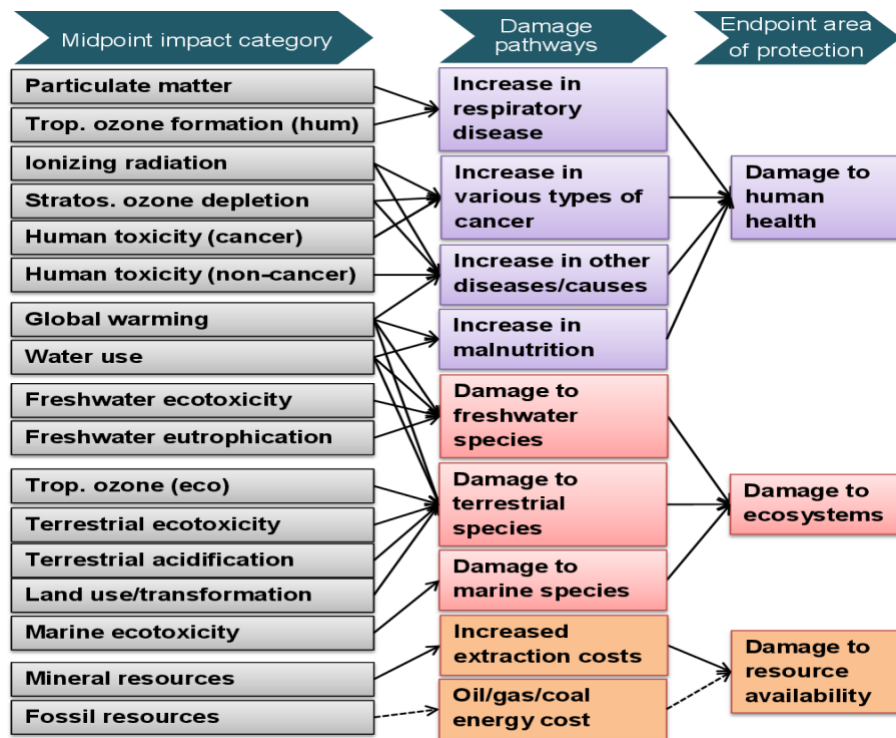 Midpoint impact category
Damage
pathways
Endpoint area
of protection
Particulate matter
Trop. ozone formation (hum)
Ionizing radiation
Stratos. ozone depletion
Human toxicity (cancer)
Human toxicity (non-cancer)
Global warming
Water use
Freshwater ecotoxicity
Freshwater eutrophication
Trop. ozone (eco)
Terrestrial ecotoxicity
Terrestrial acidification
Land use/transformation
Marine ecotoxicity
Mineral resources
Fossil resources
Increase in
respiratory
disease
Increase in
various types of
cancer
Increase in other
diseases/causes
Increase in
malnutrition
Damage to
freshwater
species
Damage to
terrestrial
species
Damage to
marine species
Increased
extraction costs
Oil/gas/coal
energy cost
Damage to
human
health
Damage to
ecosystems
Damage to
resource
availability